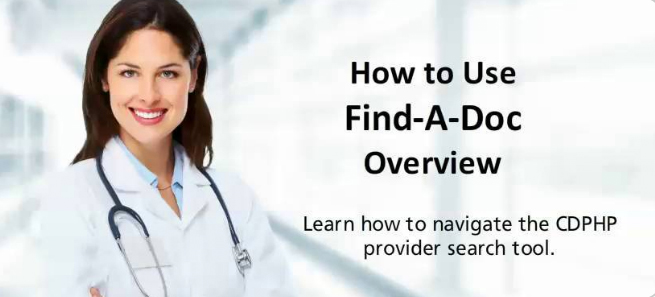 How to Use
Find-A-Doc
Overview
Learn how to navigate the CDPHP
provider search tool.